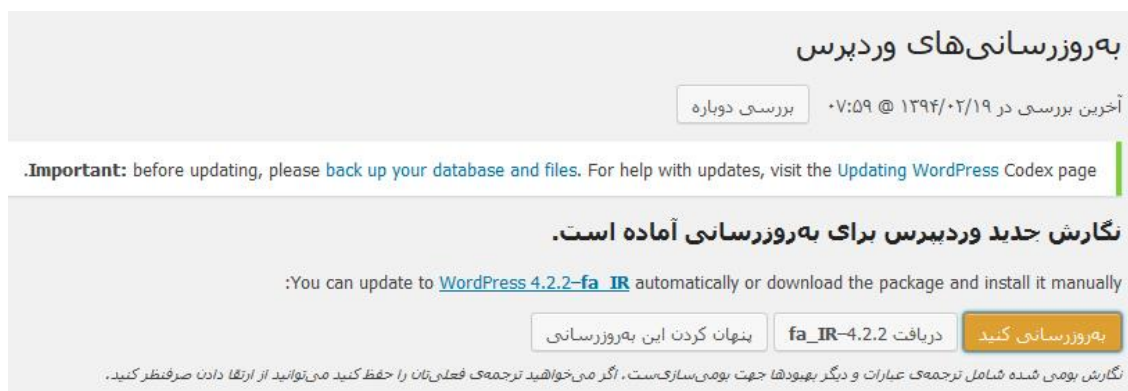 به‌روزرسانی‌های وردپرس
آخرین بررسی در ۱۳۹۴/۰۲/۱۹ @ ۰۷:۵۹ بررسی دوباره
Important: before updating, please back up your database and files. For help with updates, visit the Updating WordPress Codex page.
نگارش جدید وردپیرس برای به‌روزرسانی آماده است.
You can update to WordPress 4.2.2–fa_IR automatically or download the package and install it manually:
به‌روزرسانی کنید دریافت 4.2.2–fa_IR پنهان کردن این به‌روزرسانی
نگارش بومی شده شامل ترجمه‌ی عبارات و دیگر بهبودها جهت بومی‌سازی‌ست. اگر می‌خواهید ترجمه‌ی فعلی‌تان را حفظ کنید می‌توانید از ارتقا دادن صرفنظر کنید.